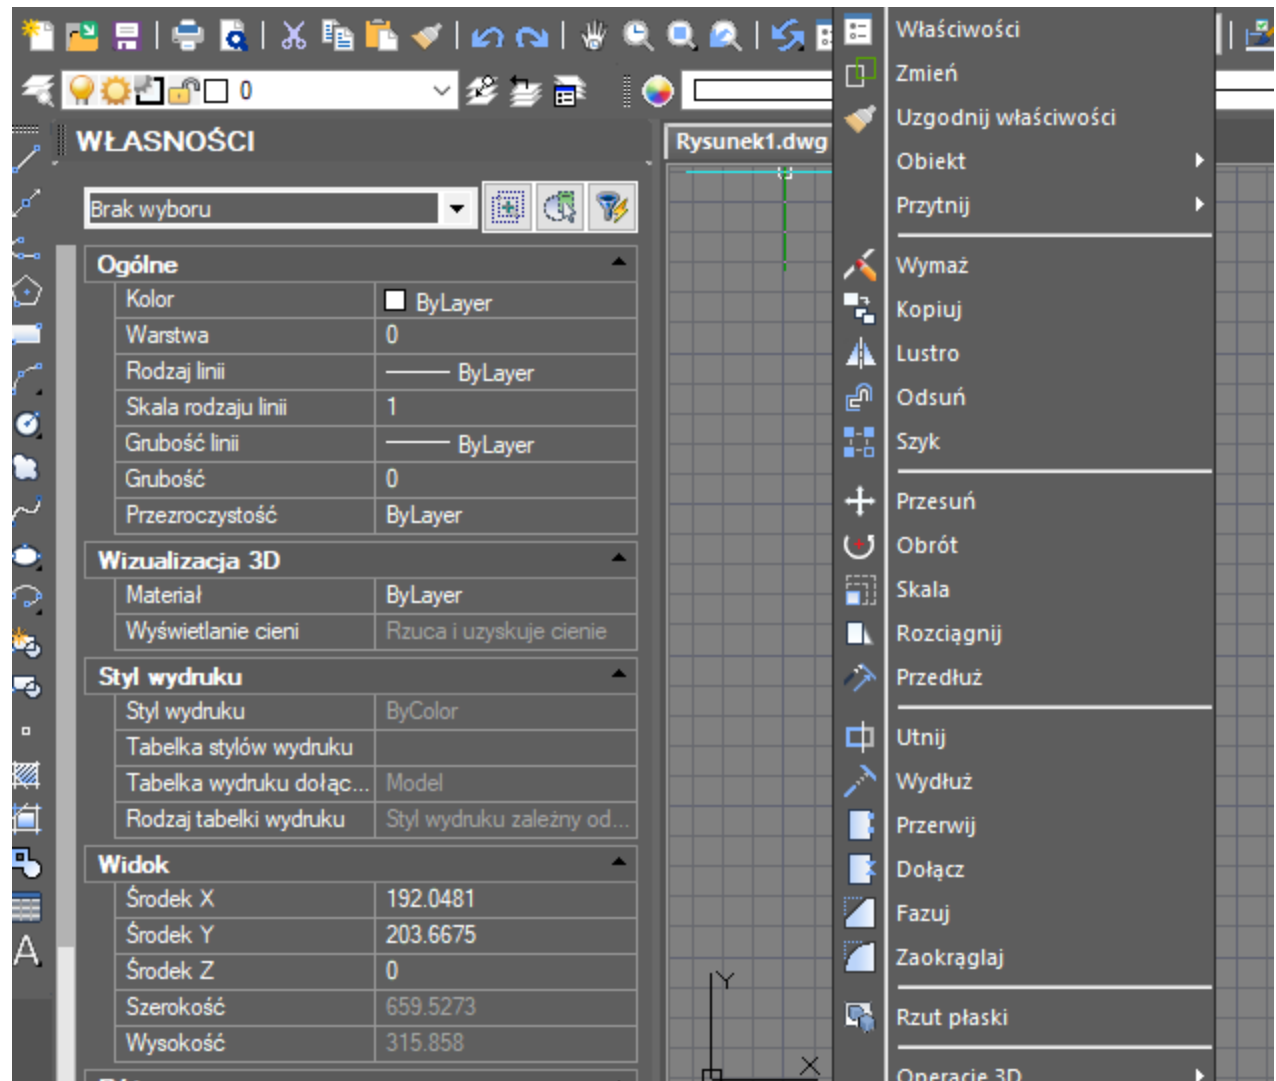 0
WŁASNOŚCI
Brak wyboru
Ogólne
Kolor ByLayer
Warstwa 0
Rodzaj linii ByLayer
Skala rodzaju linii 1
Grubość linii ByLayer
Grubość 0
Przezroczystość ByLayer
Wizualizacja 3D
Materiał ByLayer
Wyświetlanie cieni Rzuca i uzyskuje cienie
Styl wydruku
Styl wydruku ByColor
Tabelka stylów wydruku
Tabelka wydruku dołąc... Model
Rodzaj tabelki wydruku Styl wydruku zależny od...
Widok
Środek X 192.0481
Środek Y 203.6675
Środek Z 0
Szerokość 659.5273
Wysokość 315.858
A
Rysunek1.dwg
Y
X
Właściwości
Zmień
Uzgodnij właściwości
Obiekt
Przytnij
Wymaż
Kopiuj
Lustro
Odsuń
Szyk
Przesuń
Obrót
Skala
Rozciągnij
Przedłuż
Utnij
Wydłuż
Przerwij
Dołącz
Fazuj
Zaokrąglaj
Rzut płaski
Operacje 3D